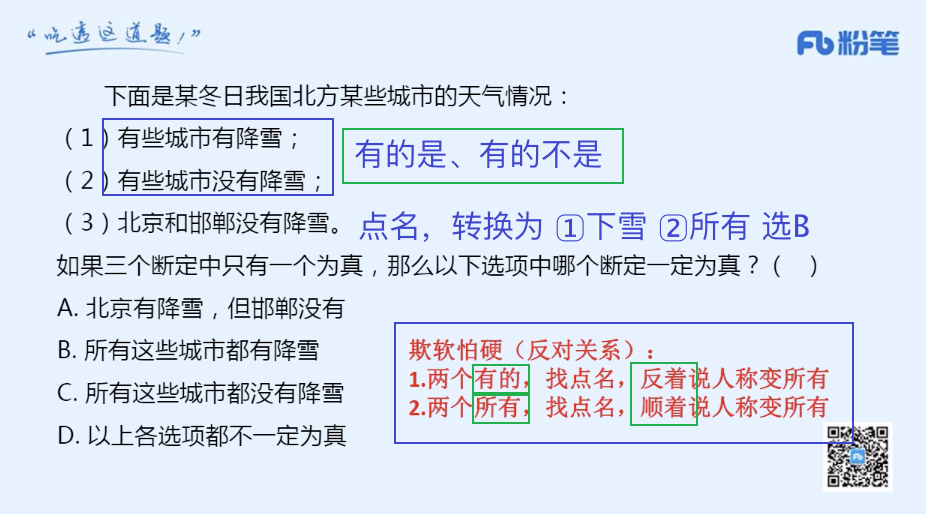 “吃透这道题！”
粉笔
下面是某冬日我国北方某些城市的天气情况：
（1）有些城市有降雪；
有的是、有的不是
（2）有些城市没有降雪；
（3）北京和邯郸没有降雪。 点名，转换为 ①下雪 ②所有 选B
如果三个断定中只有一个为真，那么以下选项中哪个断定一定为真？（ ）
A. 北京有降雪，但邯郸没有
B. 所有这些城市都有降雪
C. 所有这些城市都没有降雪
D. 以上各选项都不一定为真
欺软怕硬（反对关系）：
1.两个有的，找点名，反着说人称变所有
2.两个所有，找点名，顺着说人称变所有